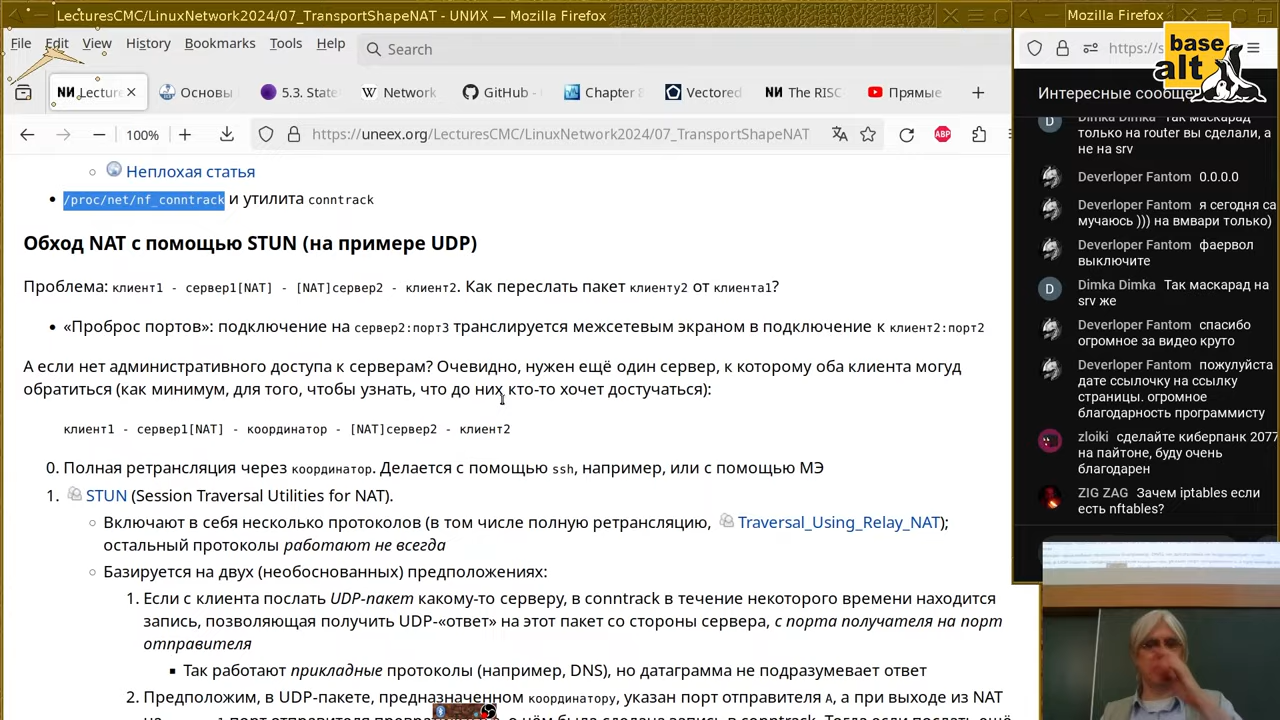 LecturesCMC/LinuxNetwork2024/07_TransportShapeNAT - UNИX — Mozilla Firefox
Mozilla Firefox
File Edit View History Bookmarks Tools Help
Search
https://s
base
alt
NИ Lecture
Основы
5.3. State
Network
GitHub -
Chapter 8
Vectored
NИ The RISC
Прямые
Интересные сообще
100%
https://uneex.org/LecturesCMC/LinuxNetwork2024/07_TransportShapeNAT
ABP
Неплохая статья
/proc/net/nf_conntrack и утилита conntrack
Обход NAT с помощью STUN (на примере UDP)
Проблема: клиент1 - сервер1[NAT] - [NAT]сервер2 - клиент2. Как переслать пакет клиенту2 от клиента1?
«Проброс портов»: подключение на сервер2:порт3 транслируется межсетевым экраном в подключение к клиент2:порт2
А если нет административного доступа к серверам? Очевидно, нужен ещё один сервер, к которому оба клиента могуд
обратиться (как минимум, для того, чтобы узнать, что до них кто-то хочет достучаться):
клиент1 - сервер1[NAT] - координатор - [NAT]сервер2 - клиент2
0. Полная ретрансляция через координатор. Делается с помощью ssh, например, или с помощью МЭ
1. STUN (Session Traversal Utilities for NAT).
Включают в себя несколько протоколов (в том числе полную ретрансляцию, Traversal_Using_Relay_NAT);
остальный протоколы работают не всегда
Базируется на двух (необоснованных) предположениях:
1. Если с клиента послать UDP-пакет какому-то серверу, в conntrack в течение некоторого времени находится
запись, позволяющая получить UDP-«ответ» на этот пакет со стороны сервера, с порта получателя на порт
отправителя
Так работают прикладные протоколы (например, DNS), но датаграмма не подразумевает ответ
2. Предположим, в UDP-пакете, предназначенном координатору, указан порт отправителя A, а при выходе из NAT
D
Dimka Dimka Так маскарад
только на router вы сделали, а
не на srv
Deverloper Fantom 0.0.0.0
Deverloper Fantom я сегодня са
мучаюсь ))) на вмвари только)
Deverloper Fantom фаервол
выключите
D
Dimka Dimka Так маскарад на
srv же
Deverloper Fantom спасибо
огромное за видео круто
Deverloper Fantom пожулуйста
дате ссылочку на ссылку
страницы. огромное
благодарность программисту
zloiki сделайте киберпанк 2077
на пайтоне, буду очень
благодарен
ZIG ZAG Зачем iptables если
есть nftables?